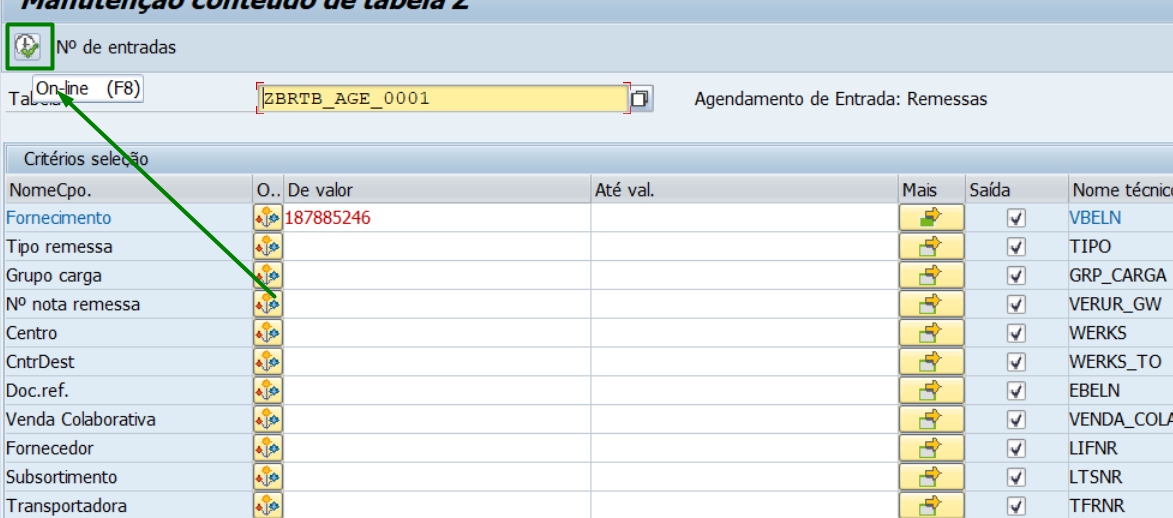 Manutenção conteúdo de tabela Z
Nº de entradas
On-line (F8)
Tabela ZBRTB_AGE_0001 Agendamento de Entrada: Remessas
Critérios seleção
NomeCpo. O.. De valor Até val. Mais Saída Nome técnico
Fornecimento 187885246 VBELN
Tipo remessa TIPO
Grupo carga GRP_CARGA
Nº nota remessa VERUR_GW
Centro WERKS
CntrDest WERKS_TO
Doc.ref. EBELN
Venda Colaborativa VENDA_COLA
Fornecedor LIFNR
Subsortimento LTSNR
Transportadora TFRNR